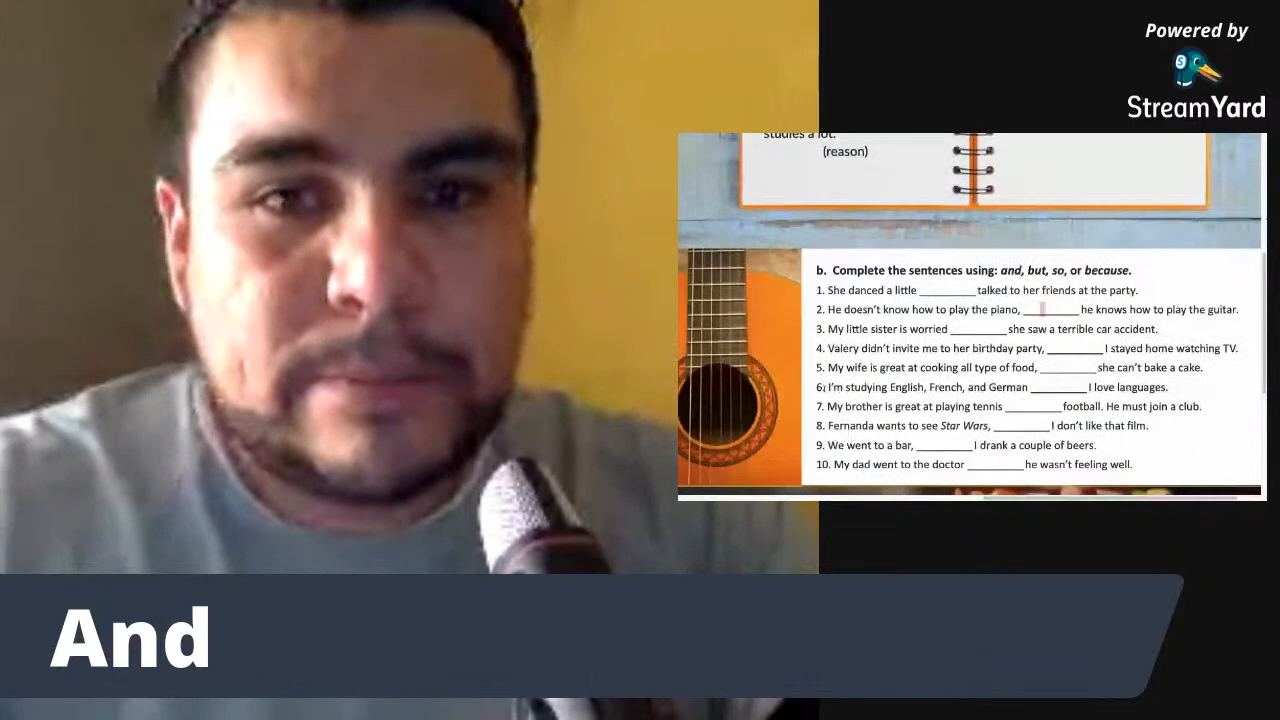 Powered by
StreamYard
studies a lot.
(reason)
b. Complete the sentences using: and, but, so, or because.
1. She danced a little __________ talked to her friends at the party.
2. He doesn't know how to play the piano, __________ he knows how to play the guitar.
3. My little sister is worried __________ she saw a terrible car accident.
4. Valery didn't invite me to her birthday party, __________ I stayed home watching TV.
5. My wife is great at cooking all type of food, __________ she can't bake a cake.
6. I'm studying English, French, and German __________ I love languages.
7. My brother is great at playing tennis __________ football. He must join a club.
8. Fernanda wants to see Star Wars, __________ I don't like that film.
9. We went to a bar, __________ I drank a couple of beers.
10. My dad went to the doctor __________ he wasn't feeling well.
And